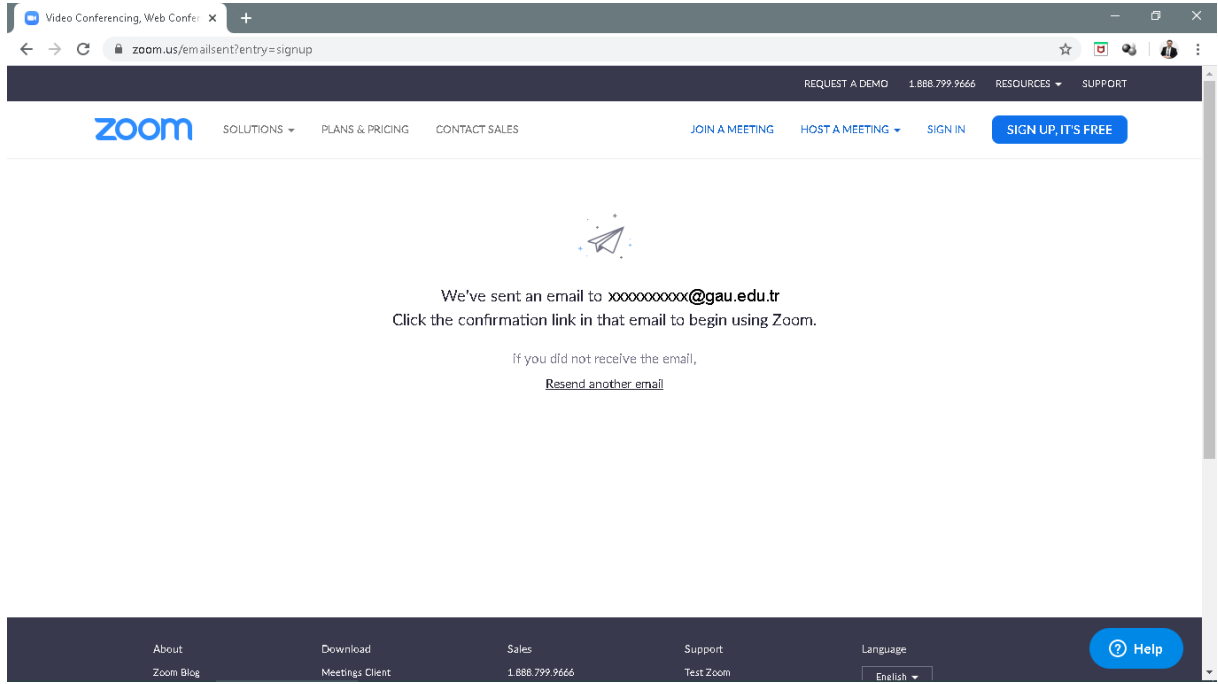 Video Conferencing, Web Confer
zoom.us/emailsent?entry=signup
REQUEST A DEMO 1.888.799.9666 RESOURCES SUPPORT
zoom SOLUTIONS PLANS & PRICING CONTACT SALES JOIN A MEETING HOST A MEETING SIGN IN SIGN UP, IT'S FREE
We've sent an email to xxxxxxxxxx@gau.edu.tr
Click the confirmation link in that email to begin using Zoom.
if you did not receive the email,
Resend another email
About Download Sales Support Language
Zoom Blog Meetings Client 1.888.799.9666 Test Zoom English
Help